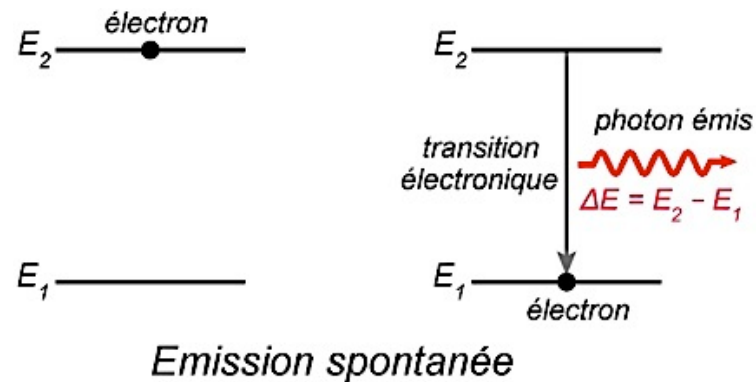 électron
E₂
E₁
E₂
transition
électronique
photon émis
ΔE = E₂ − E₁
E₁
électron
Emission spontanée